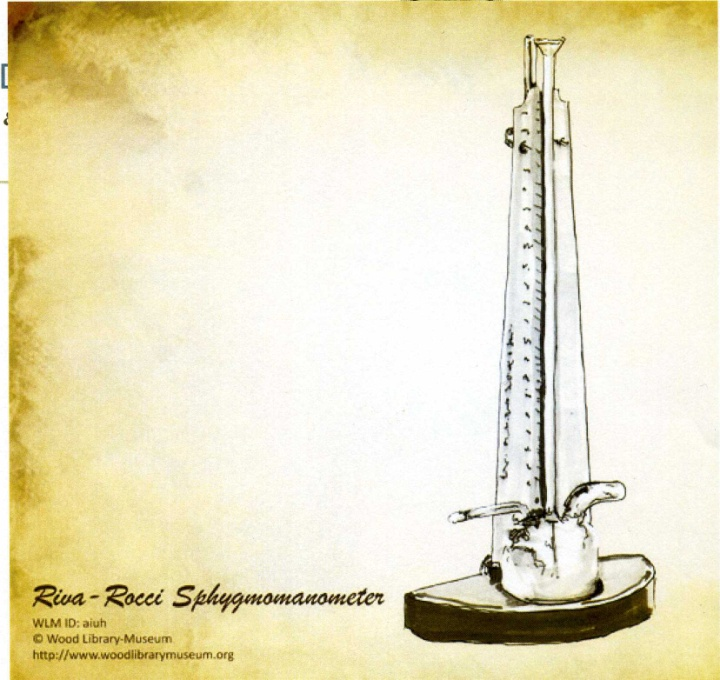 Riva-Rocci Sphygmomanometer
WLM ID: aiuh
© Wood Library-Museum
http://www.woodlibrarymuseum.org